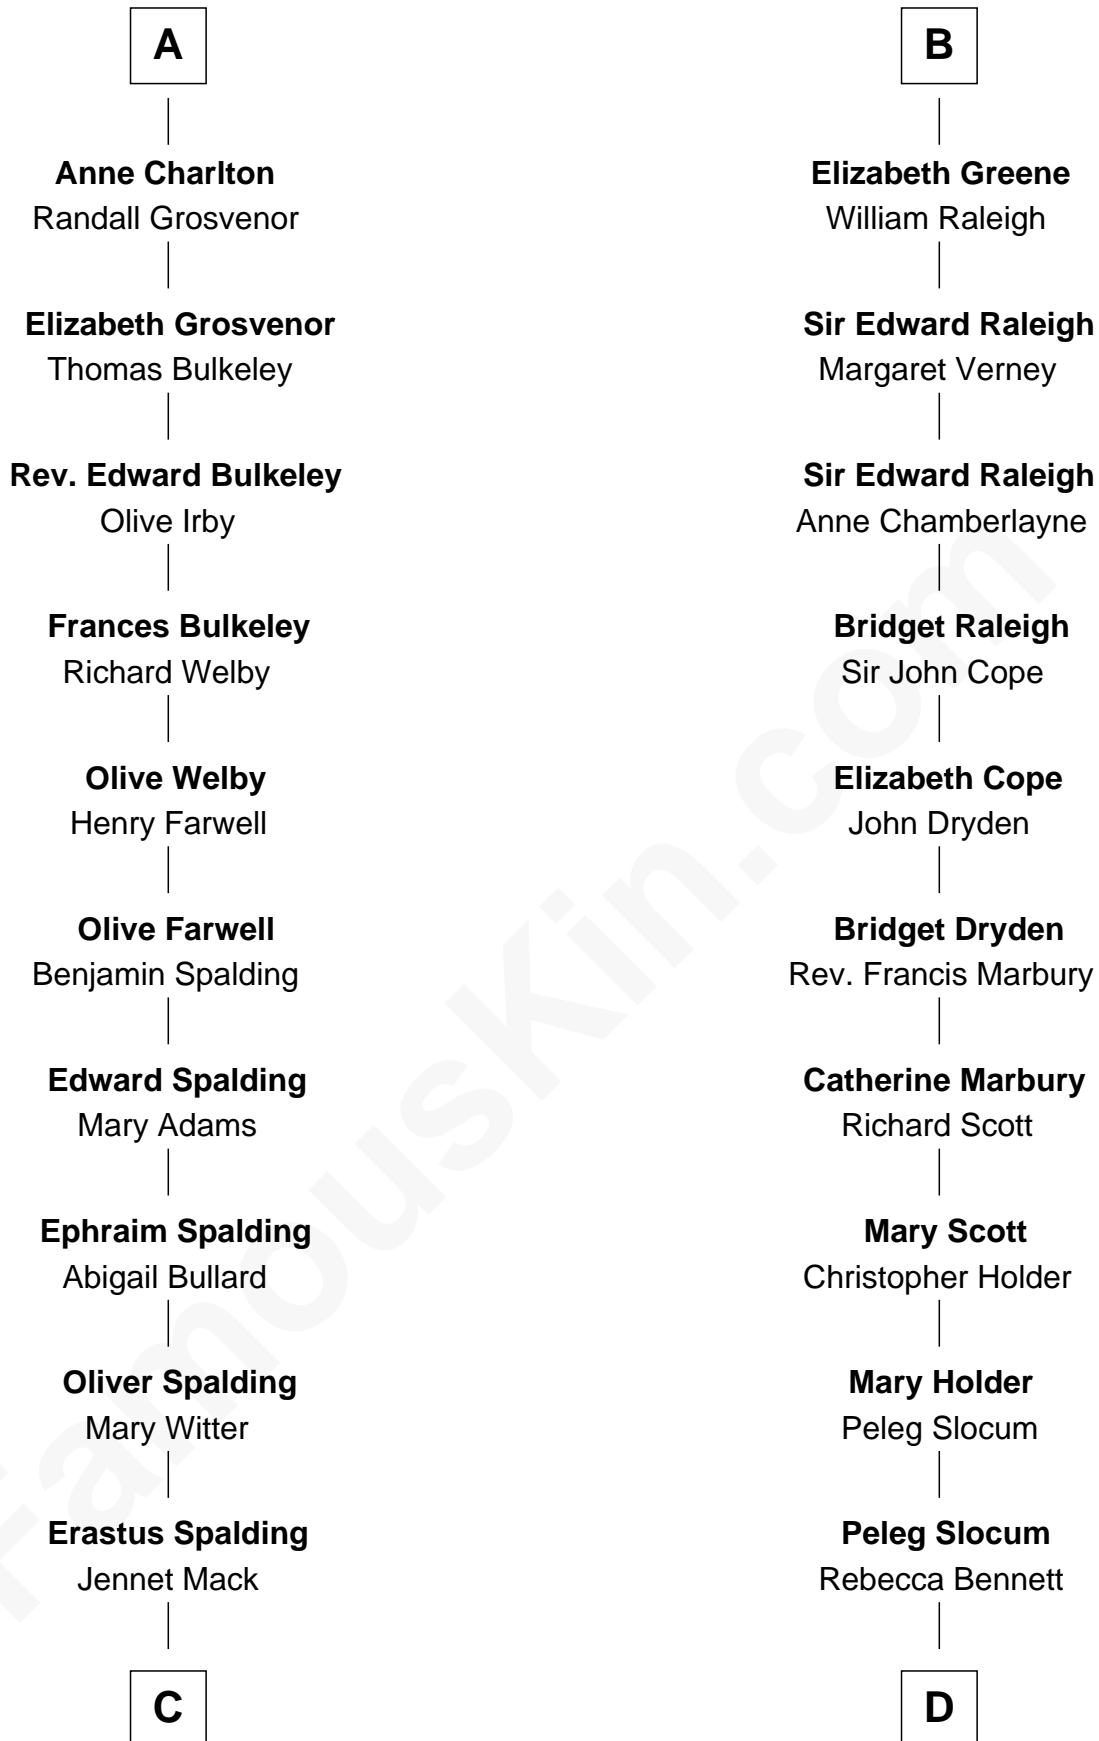 A
Anne Charlton
Randall Grosvenor
Elizabeth Grosvenor
Thomas Bulkeley
Rev. Edward Bulkeley
Olive Irby
Frances Bulkeley
Richard Welby
Olive Welby
Henry Farwell
Olive Farwell
Benjamin Spalding
Edward Spalding
Mary Adams
Ephraim Spalding
Abigail Bullard
Oliver Spalding
Mary Witter
Erastus Spalding
Jennet Mack
C
B
Elizabeth Greene
William Raleigh
Sir Edward Raleigh
Margaret Verney
Sir Edward Raleigh
Anne Chamberlayne
Bridget Raleigh
Sir John Cope
Elizabeth Cope
John Dryden
Bridget Dryden
Rev. Francis Marbury
Catherine Marbury
Richard Scott
Mary Scott
Christopher Holder
Mary Holder
Peleg Slocum
Peleg Slocum
Rebecca Bennett
D
FamousKin.com